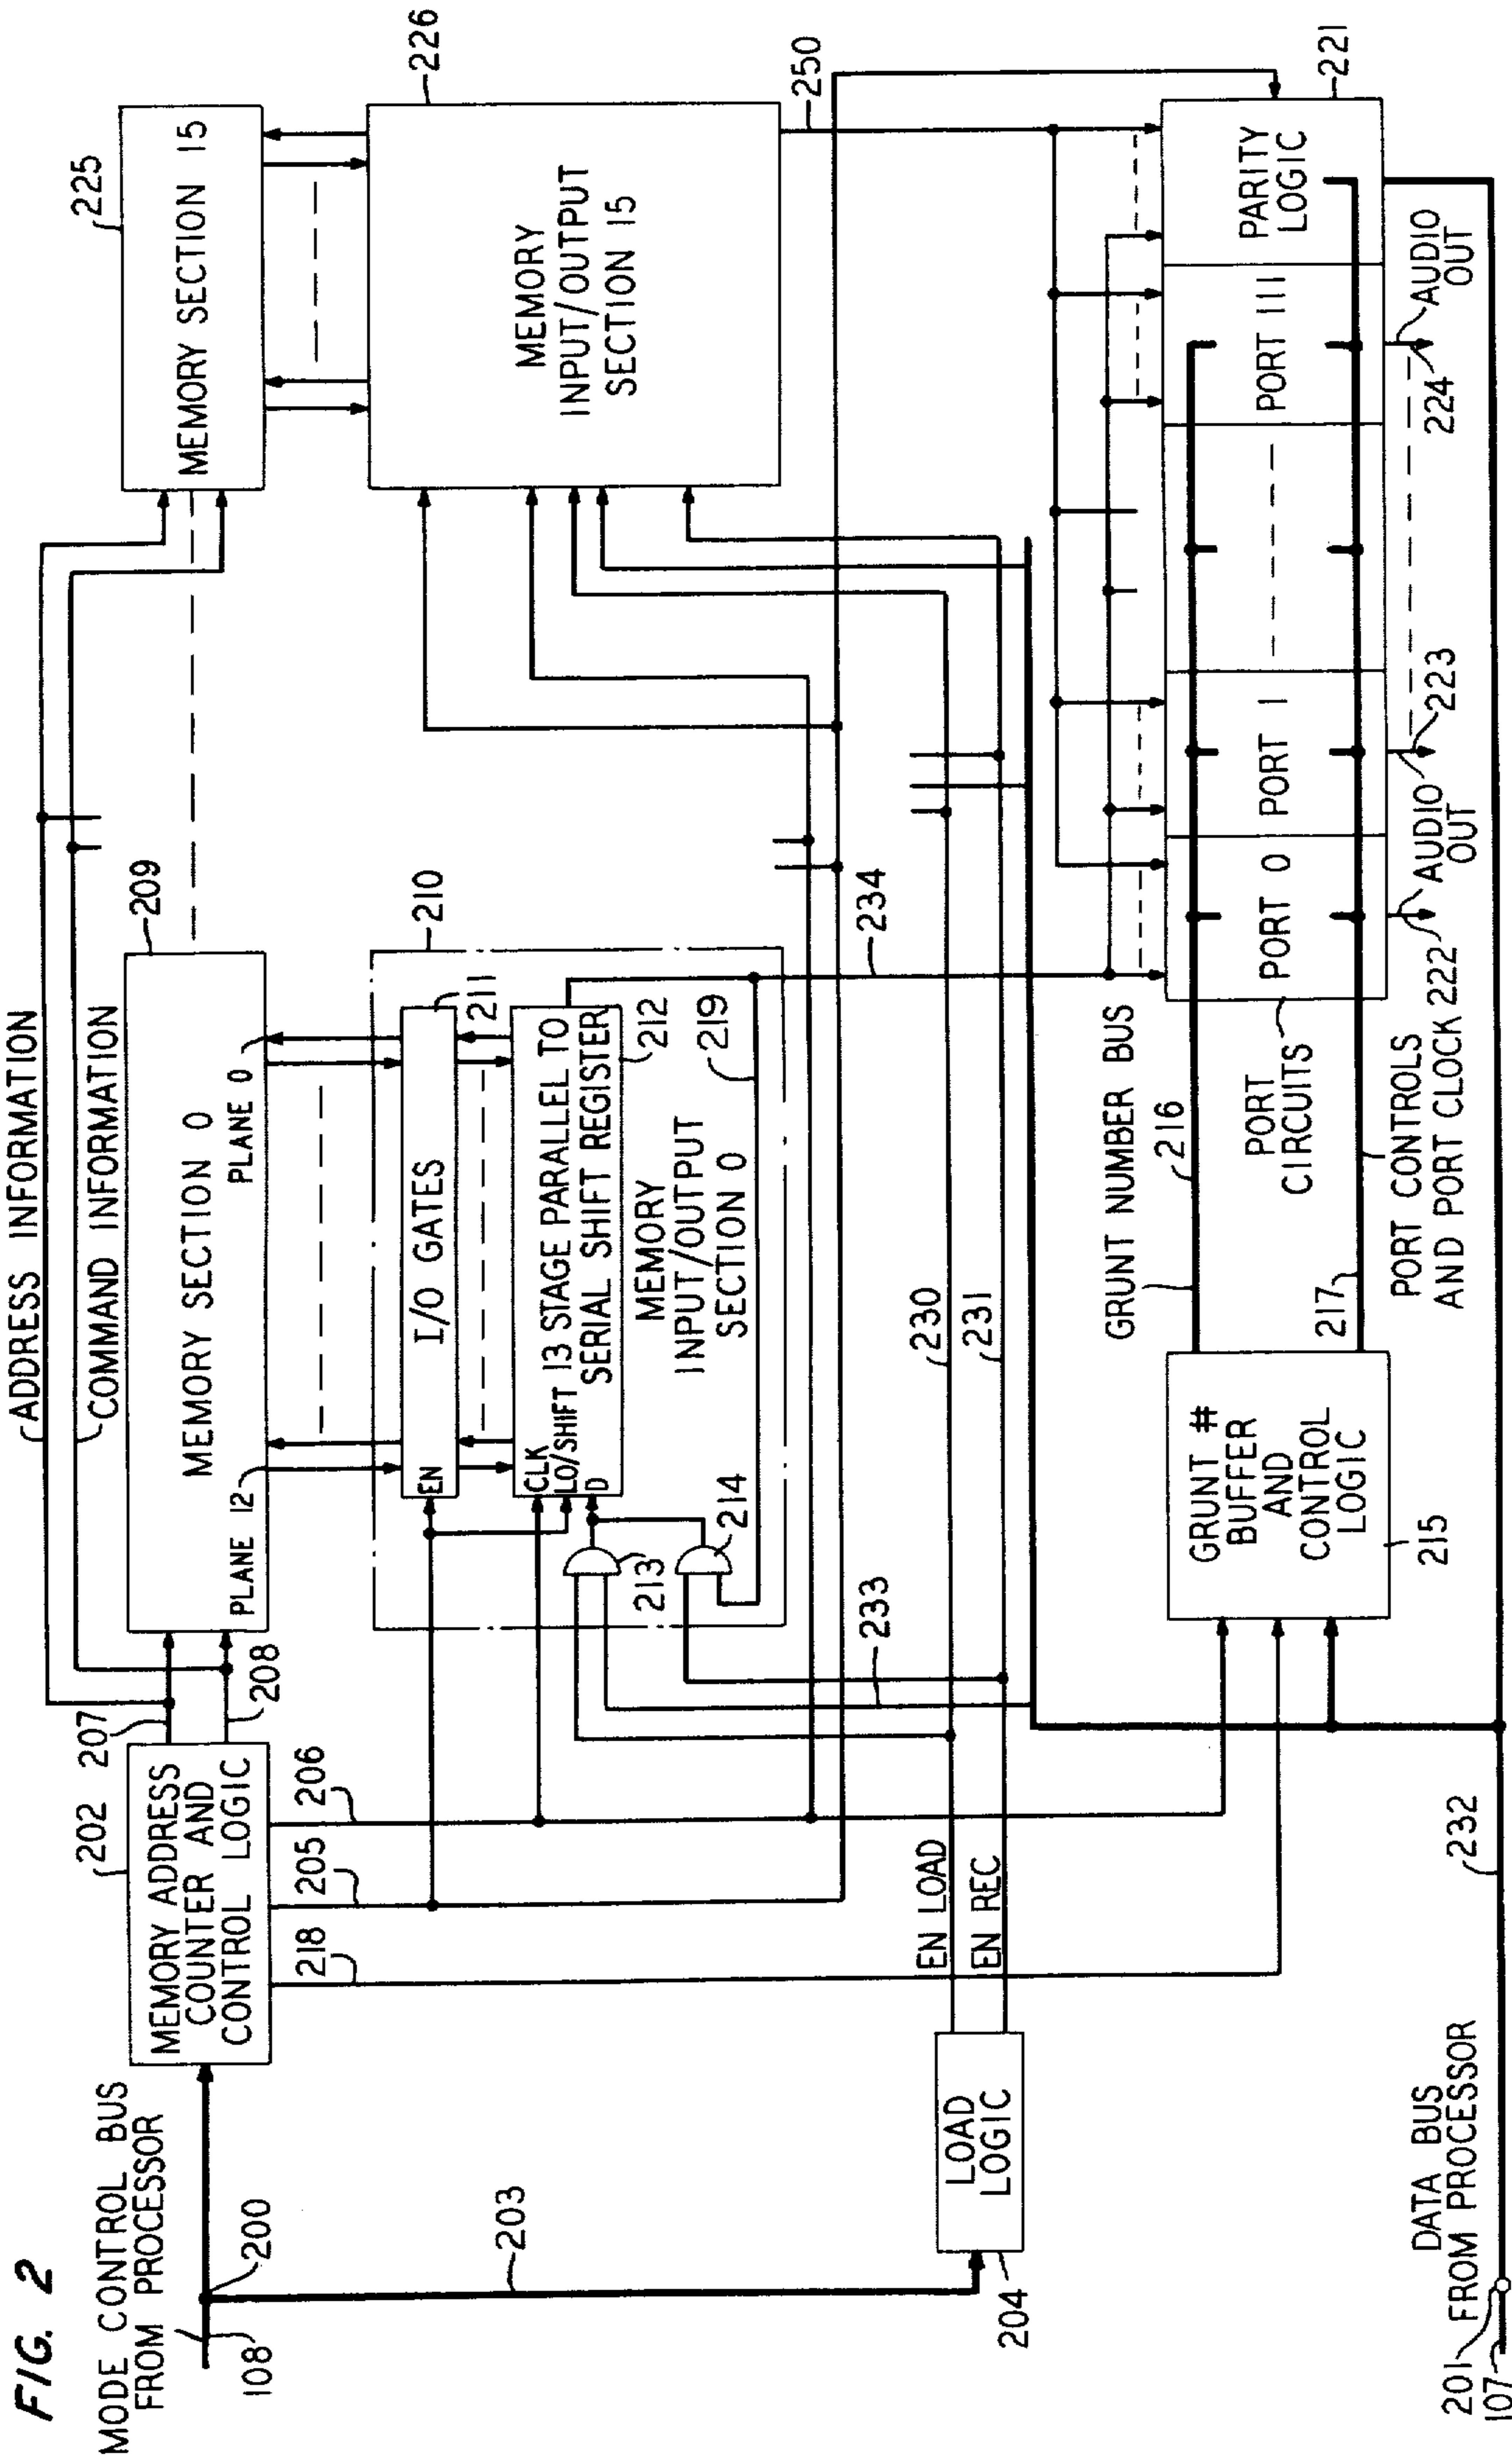 FIG. 2
MODE CONTROL BUS
FROM PROCESSOR
108
200
203
202
MEMORY ADDRESS
COUNTER AND
CONTROL LOGIC
207
208
218
205
206
ADDRESS INFORMATION
COMMAND INFORMATION
209
MEMORY SECTION 0
PLANE 12
PLANE 0
225
MEMORY SECTION 15
210
211
I/O GATES
EN
CLK
LO/SHIFT
D
13 STAGE PARALLEL TO
SERIAL SHIFT REGISTER
212
213
214
MEMORY
INPUT/OUTPUT
SECTION 0
219
226
MEMORY
INPUT/OUTPUT
SECTION 15
250
233
234
204
LOAD
LOGIC
EN LOAD
EN REC
230
231
GRUNT #
BUFFER
AND
CONTROL
LOGIC
215
GRUNT NUMBER BUS
216
PORT
CIRCUITS
217
PORT CONTROLS
AND PORT CLOCK
PORT 0
PORT 1
PORT 111
PARITY
LOGIC
221
222
AUDIO
OUT
223
224
AUDIO
OUT
DATA BUS
FROM PROCESSOR
201
107
232